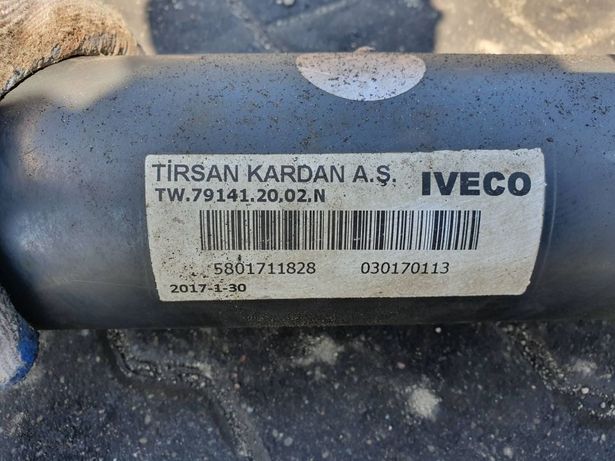 TİRSAN KARDAN A.Ş. IVECO
TW.79141.20.02.N
5801711828 030170113
2017-1-30